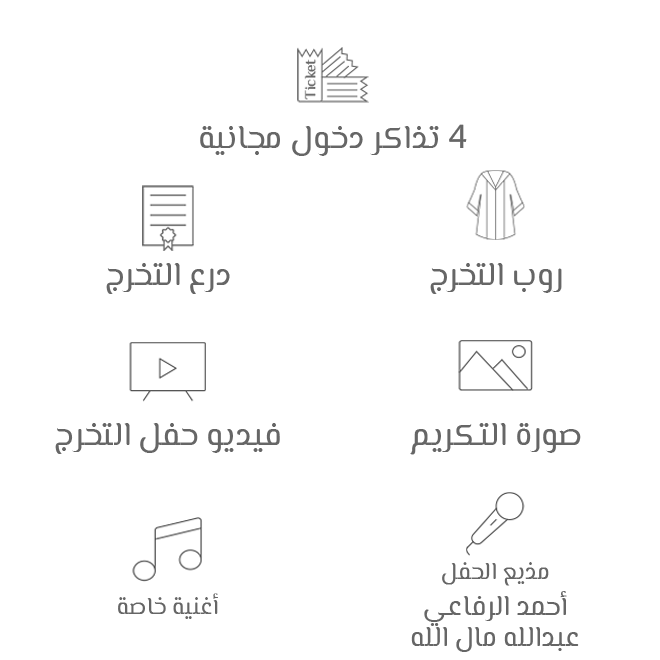 Ticket
4 تذاكر دخول مجانية
روب التخرج
درع التخرج
صورة التكريم
فيديو حفل التخرج
مذيع الحفل
أحمد الرفاعي
عبدالله مال الله
أغنية خاصة